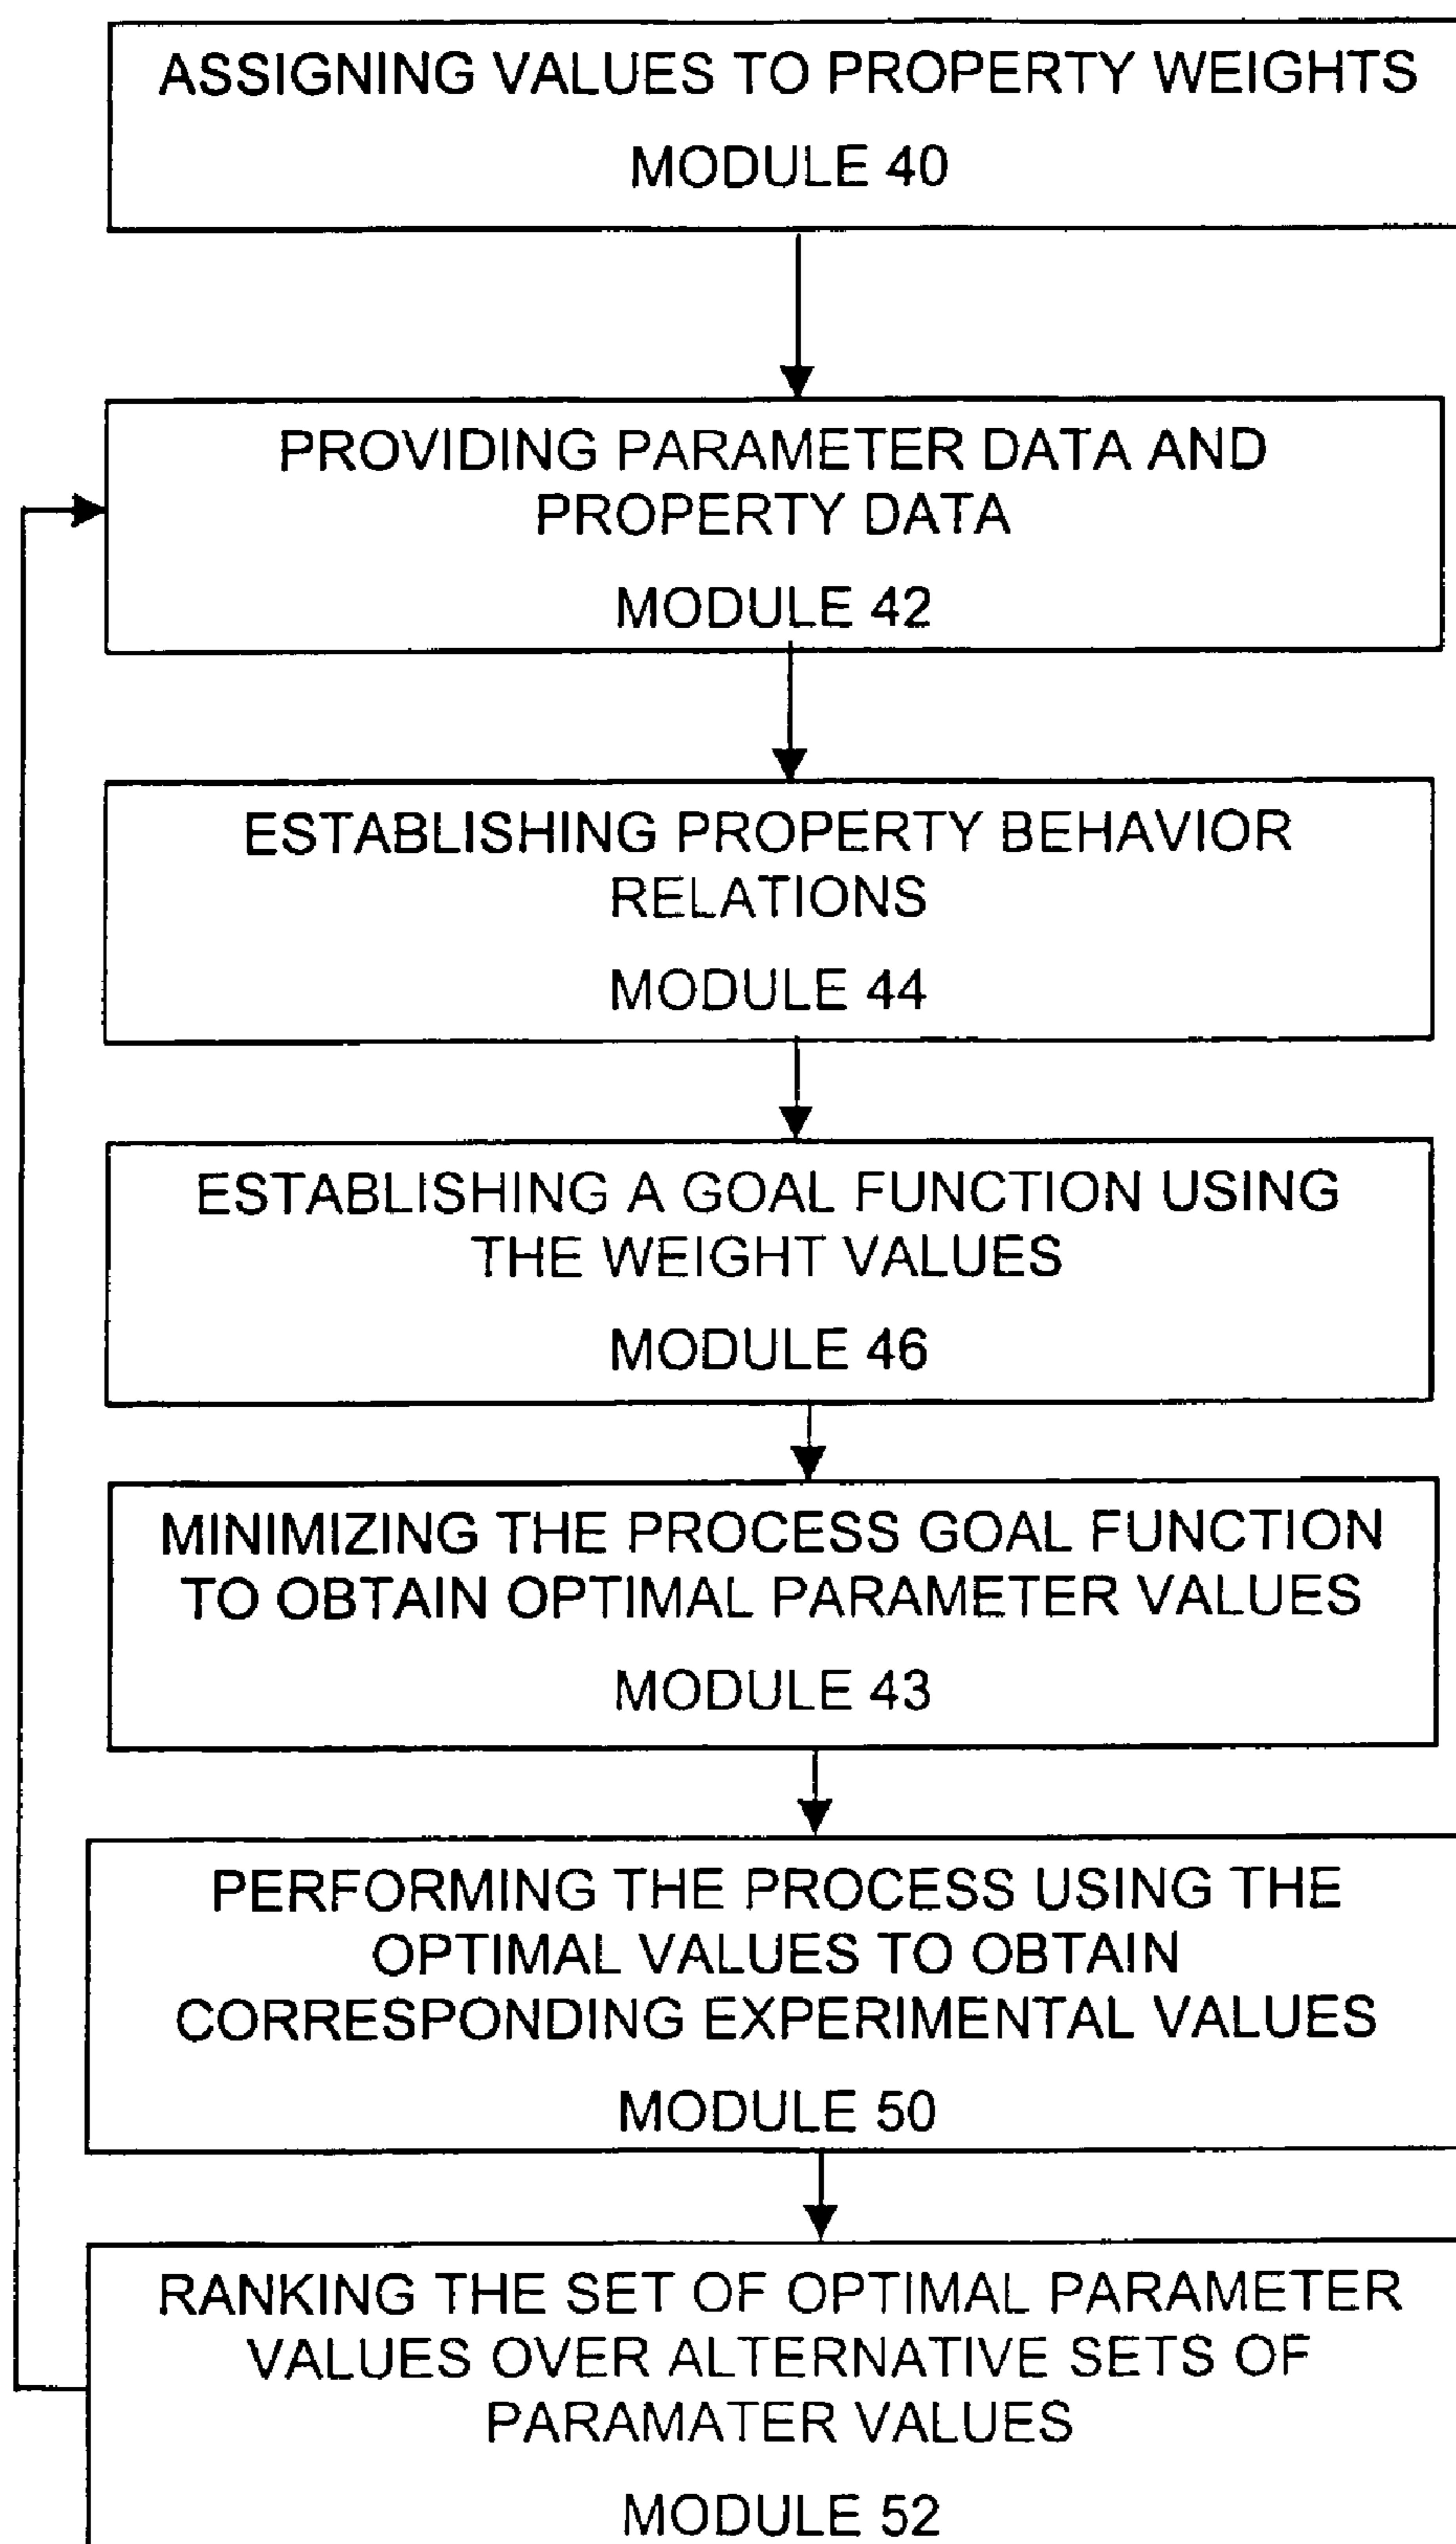 ASSIGNING VALUES TO PROPERTY WEIGHTS
MODULE 40
PROVIDING PARAMETER DATA AND
PROPERTY DATA
MODULE 42
ESTABLISHING PROPERTY BEHAVIOR
RELATIONS
MODULE 44
ESTABLISHING A GOAL FUNCTION USING
THE WEIGHT VALUES
MODULE 46
MINIMIZING THE PROCESS GOAL FUNCTION
TO OBTAIN OPTIMAL PARAMETER VALUES
MODULE 43
PERFORMING THE PROCESS USING THE
OPTIMAL VALUES TO OBTAIN
CORRESPONDING EXPERIMENTAL VALUES
MODULE 50
RANKING THE SET OF OPTIMAL PARAMETER
VALUES OVER ALTERNATIVE SETS OF
PARAMATER VALUES
MODULE 52